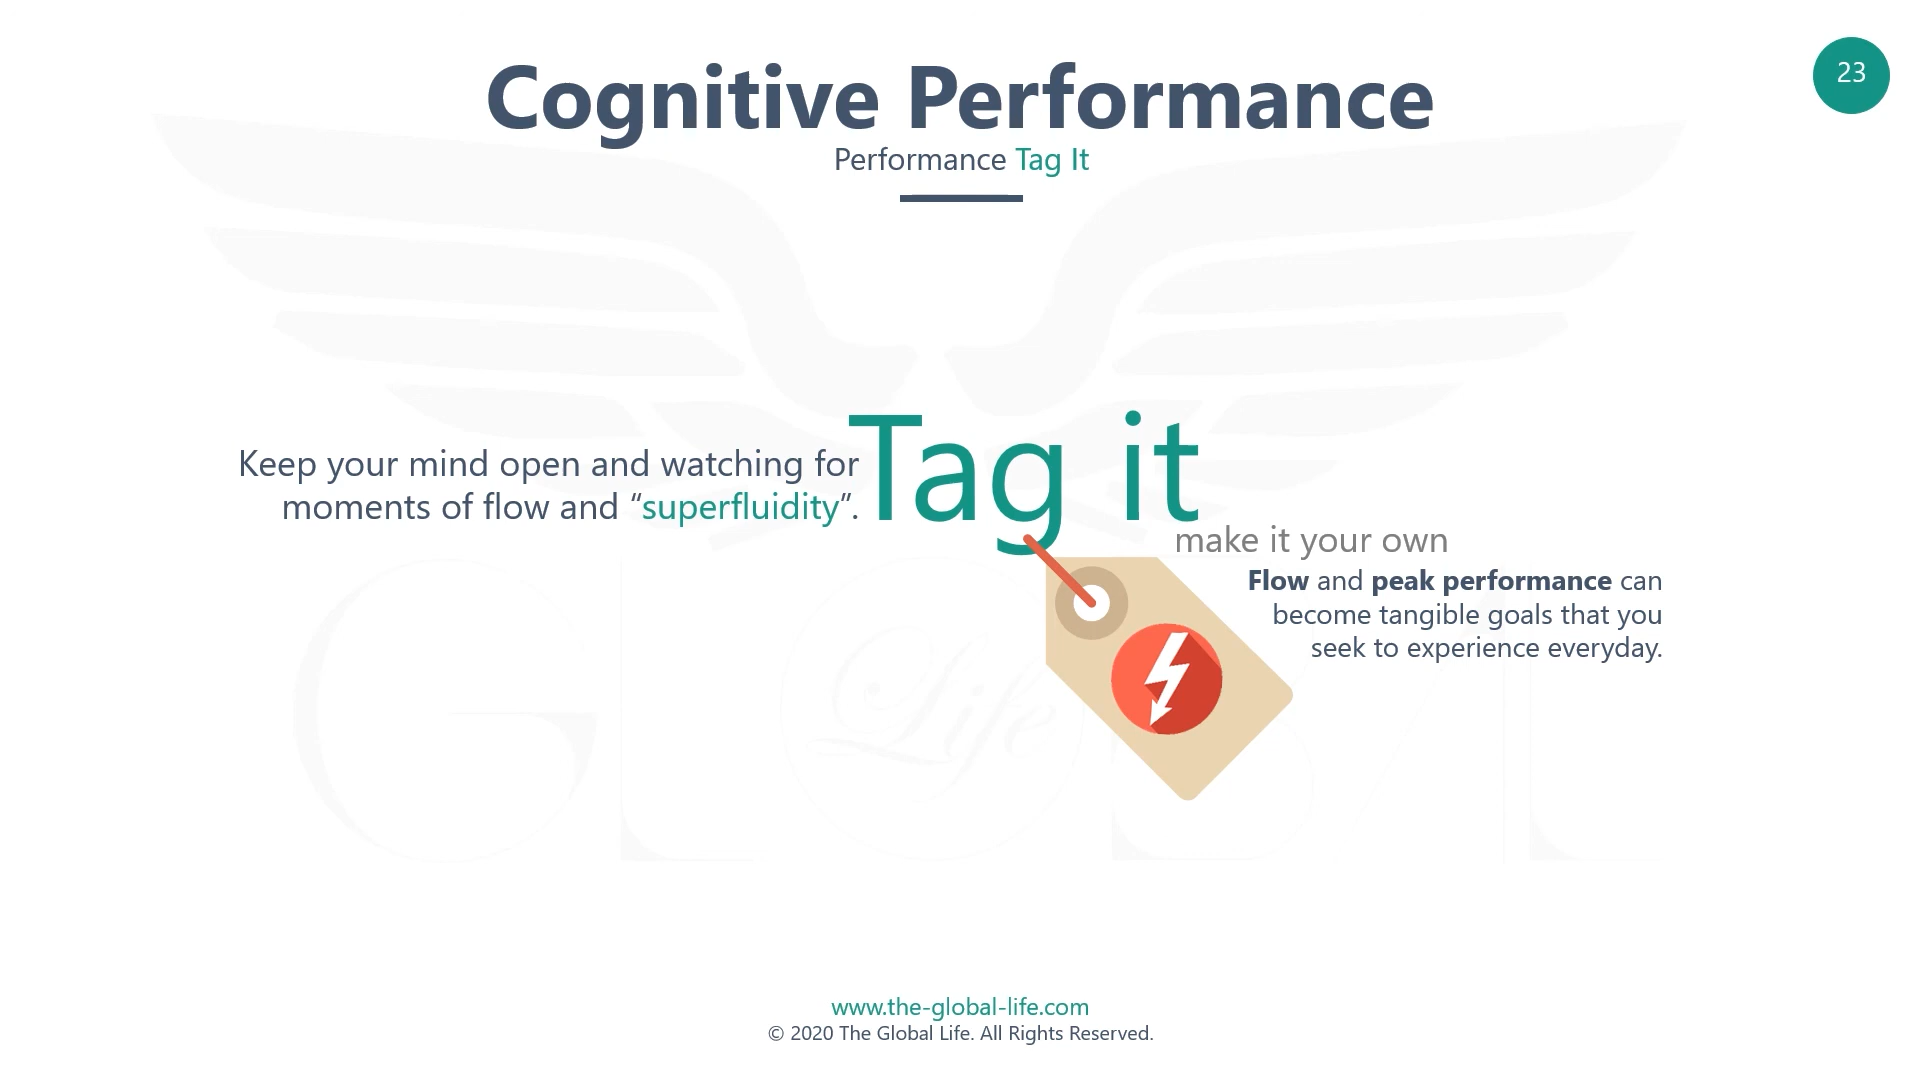 Cognitive Performance
23
Performance Tag It
Keep your mind open and watching for
moments of flow and “superfluidity”.
Tag it
make it your own
Flow and peak performance can
become tangible goals that you
seek to experience everyday.
GLOBAL
Life
www.the-global-life.com
© 2020 The Global Life. All Rights Reserved.